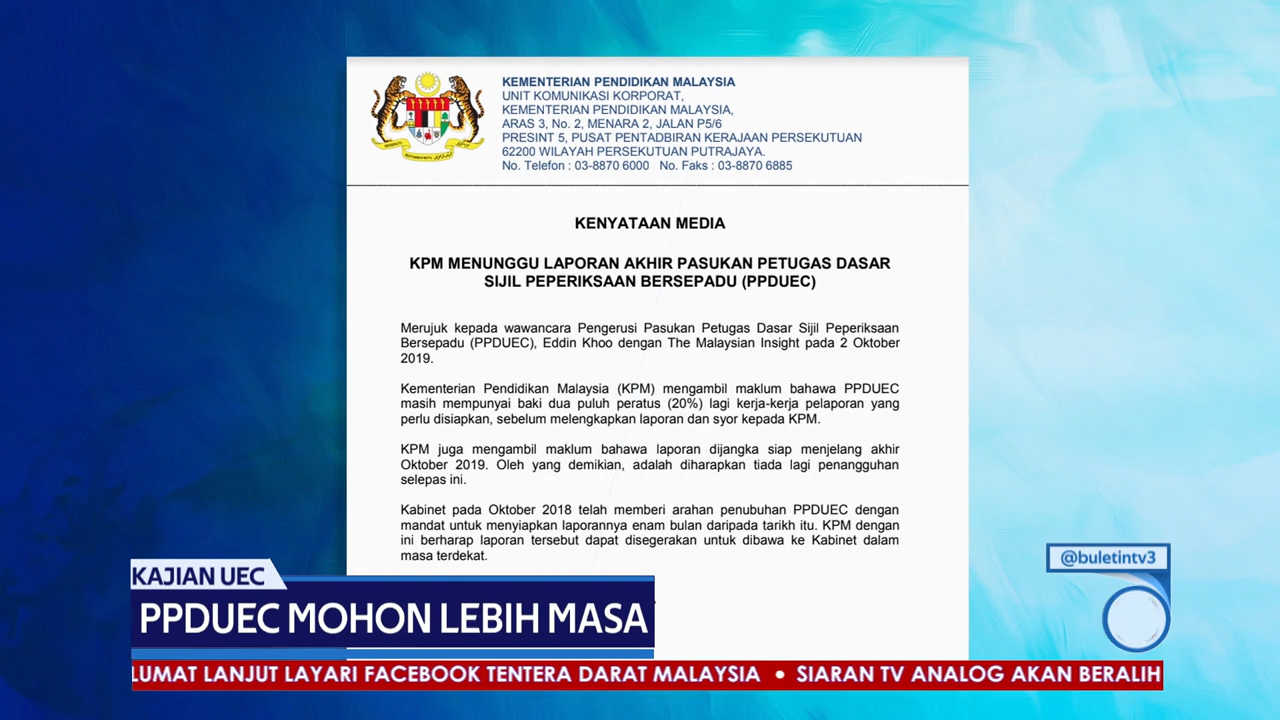 KEMENTERIAN PENDIDIKAN MALAYSIA
UNIT KOMUNIKASI KORPORAT,
KEMENTERIAN PENDIDIKAN MALAYSIA,
ARAS 3, No. 2, MENARA 2, JALAN P5/6
PRESINT 5, PUSAT PENTADBIRAN KERAJAAN PERSEKUTUAN
62200 WILAYAH PERSEKUTUAN PUTRAJAYA.
No. Telefon : 03-8870 6000 No. Faks : 03-8870 6885
KENYATAAN MEDIA
KPM MENUNGGU LAPORAN AKHIR PASUKAN PETUGAS DASAR
SIJIL PEPERIKSAAN BERSEPADU (PPDUEC)
Merujuk kepada wawancara Pengerusi Pasukan Petugas Dasar Sijil Peperiksaan
Bersepadu (PPDUEC), Eddin Khoo dengan The Malaysian Insight pada 2 Oktober
2019.
Kementerian Pendidikan Malaysia (KPM) mengambil maklum bahawa PPDUEC
masih mempunyai baki dua puluh peratus (20%) lagi kerja-kerja pelaporan yang
perlu disiapkan, sebelum melengkapkan laporan dan syor kepada KPM.
KPM juga mengambil maklum bahawa laporan dijangka siap menjelang akhir
Oktober 2019. Oleh yang demikian, adalah diharapkan tiada lagi penangguhan
selepas ini.
Kabinet pada Oktober 2018 telah memberi arahan penubuhan PPDUEC dengan
mandat untuk menyiapkan laporannya enam bulan daripada tarikh itu. KPM dengan
ini berharap laporan tersebut dapat disegerakan untuk dibawa ke Kabinet dalam
masa terdekat.
@buletintv3
KAJIAN UEC
PPDUEC MOHON LEBIH MASA
LUMAT LANJUT LAYARI FACEBOOK TENTERA DARAT MALAYSIA • SIARAN TV ANALOG AKAN BERALIH